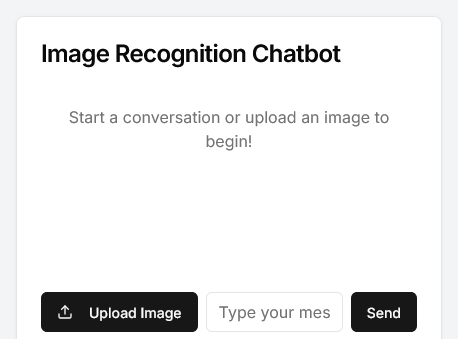 Image Recognition Chatbot
Start a conversation or upload an image to
begin!
Upload Image
Type your mes
Send